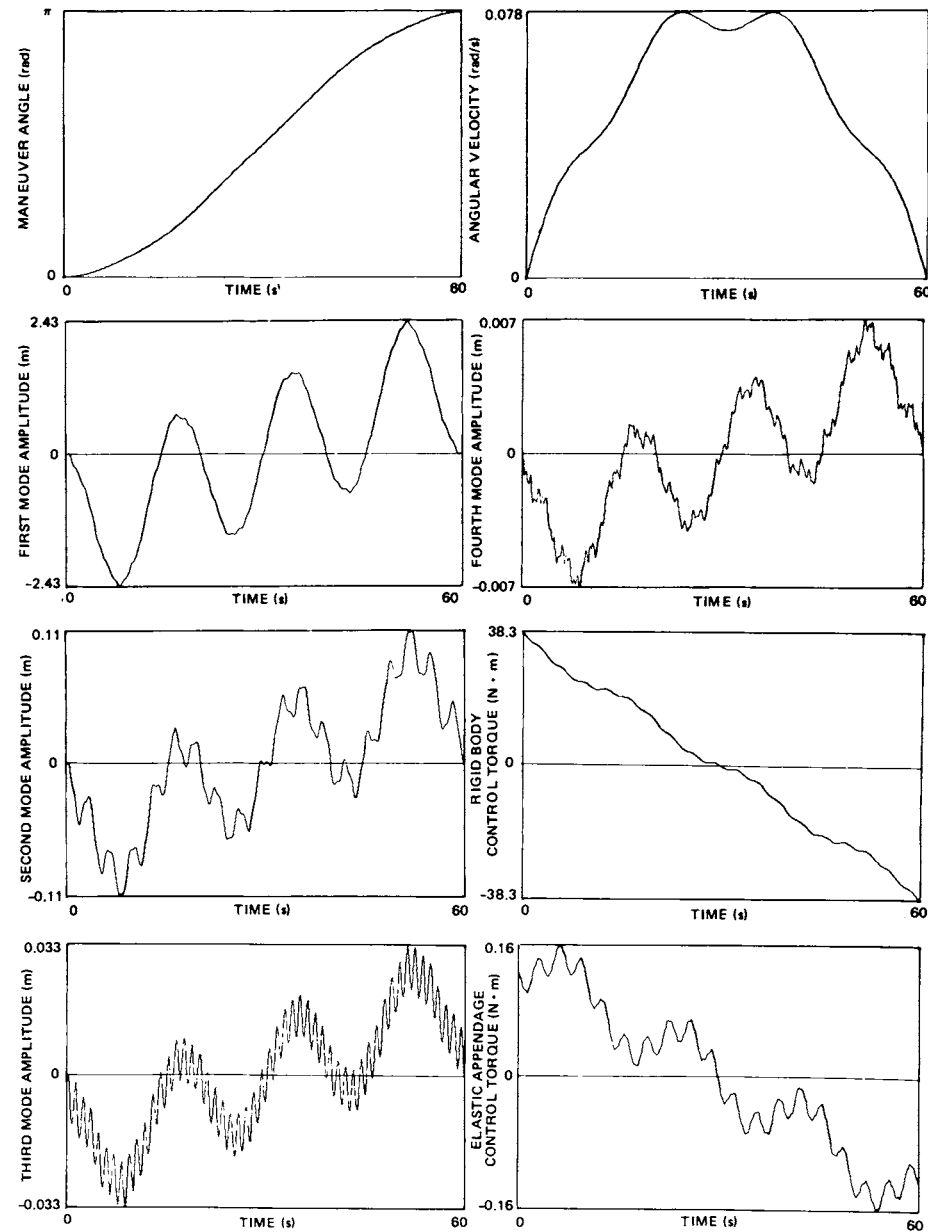 MANEUVER ANGLE (rad)
π
0
0
TIME (s)
60
ANGULAR VELOCITY (rad/s)
0.078
0
0
TIME (s)
60
FIRST MODE AMPLITUDE (m)
2.43
0
-2.43
0
TIME (s)
60
FOURTH MODE AMPLITUDE (m)
0.007
0
-0.007
0
TIME (s)
60
SECOND MODE AMPLITUDE (m)
0.11
0
-0.11
0
TIME (s)
60
RIGID BODY
CONTROL TORQUE (N · m)
38.3
0
-38.3
0
TIME (s)
60
THIRD MODE AMPLITUDE (m)
0.033
0
-0.033
0
TIME (s)
60
ELASTIC APPENDAGE
CONTROL TORQUE (N · m)
0.16
0
-0.16
0
TIME (s)
60